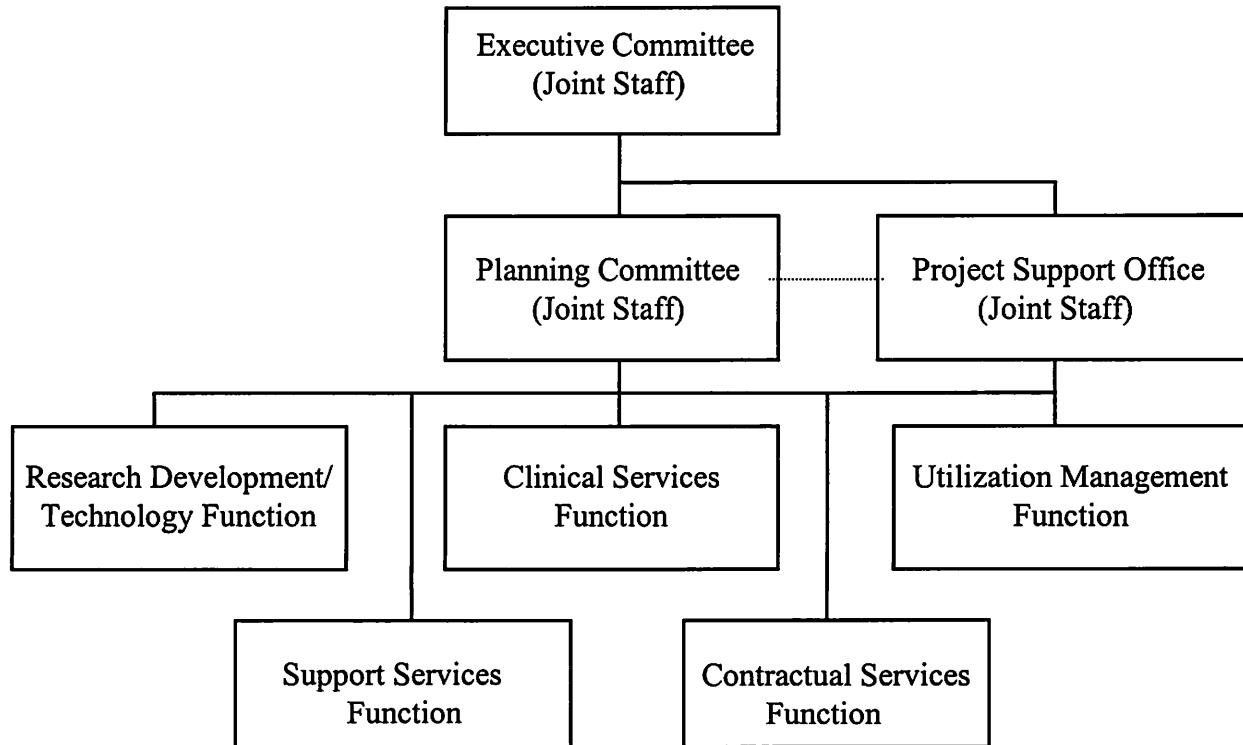 Executive Committee
(Joint Staff)
Planning Committee
(Joint Staff)
Project Support Office
(Joint Staff)
Research Development/
Technology Function
Clinical Services
Function
Utilization Management
Function
Support Services
Function
Contractual Services
Function